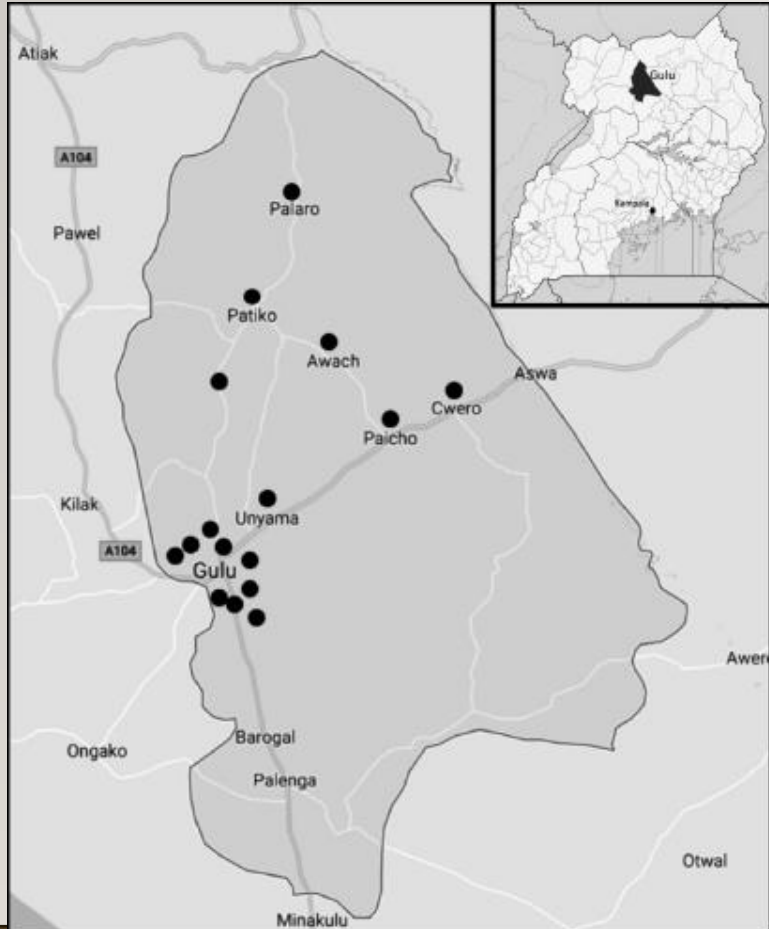 Atiak
Gulu
A104
Palaro
Kampala
Pawel
Patiko
Awach
Aswa
Cwero
Paicho
Kilak
Unyama
A104
Gulu
Awere
Barogal
Ongako
Palenga
Otwal
Minakulu